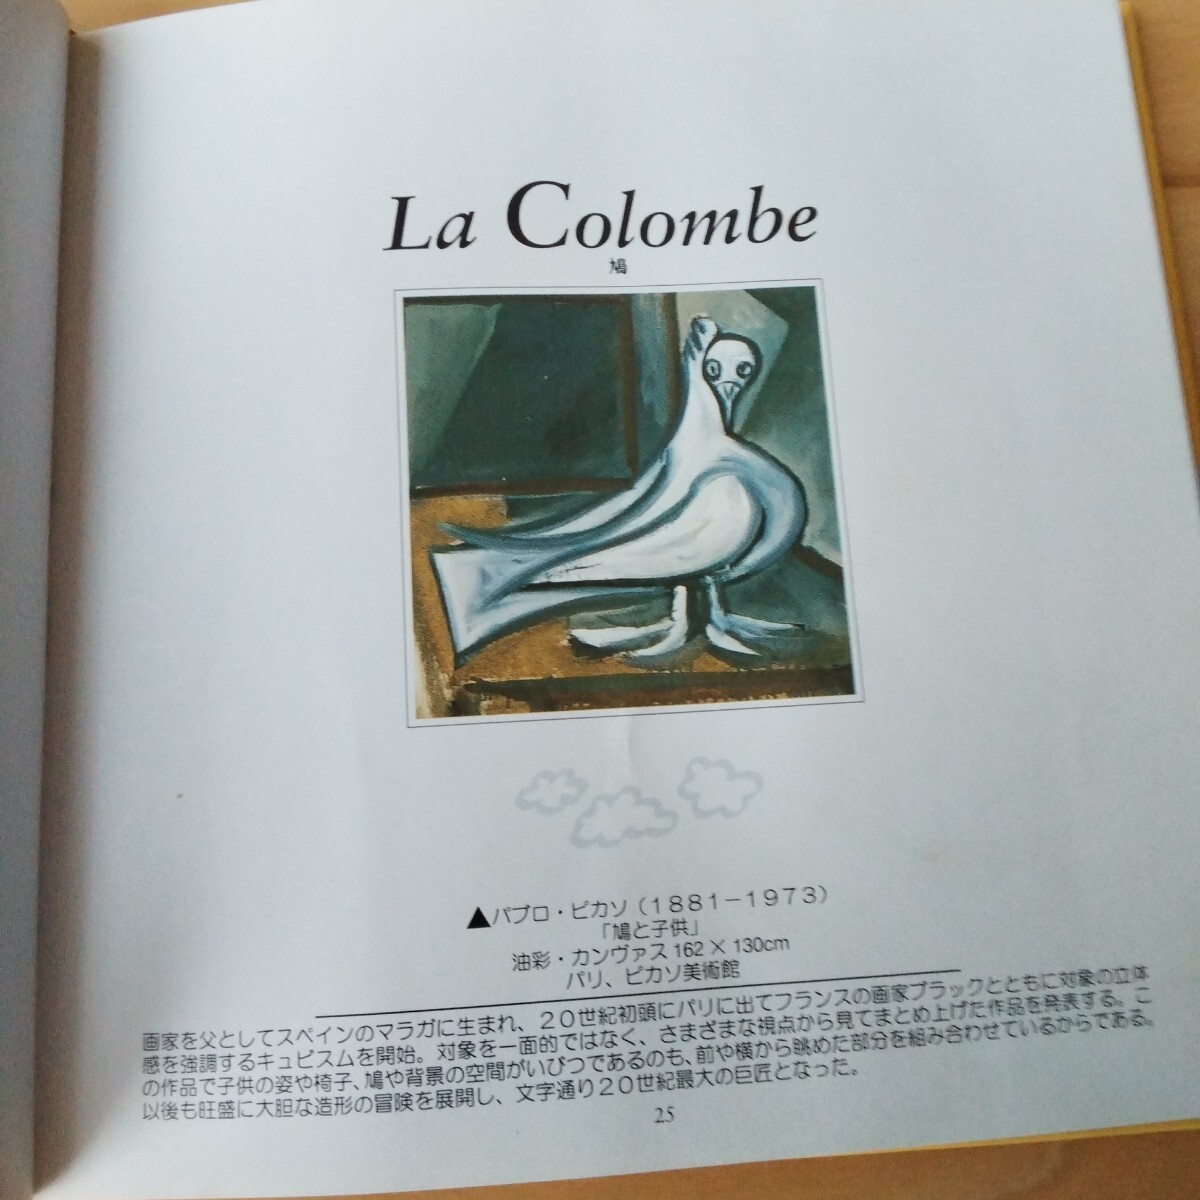 La Colombe
鳩
▲パブロ・ピカソ（1881−1973）
「鳩と子供」
油彩・カンヴァス 162 × 130cm
パリ、ピカソ美術館
画家を父としてスペインのマラガに生まれ、20世紀初頭にパリに出てフランスの画家ブラックとともに対象の立体
感を強調するキュビスムを開始。対象を一面的ではなく、さまざまな視点から見てまとめ上げた作品を発表する。こ
の作品で子供の姿や椅子、鳩や背景の空間がいびつであるのも、前や横から眺めた部分を組み合わせているからである。
以後も旺盛に大胆な造形の冒険を展開し、文字通り20世紀最大の巨匠となった。
25